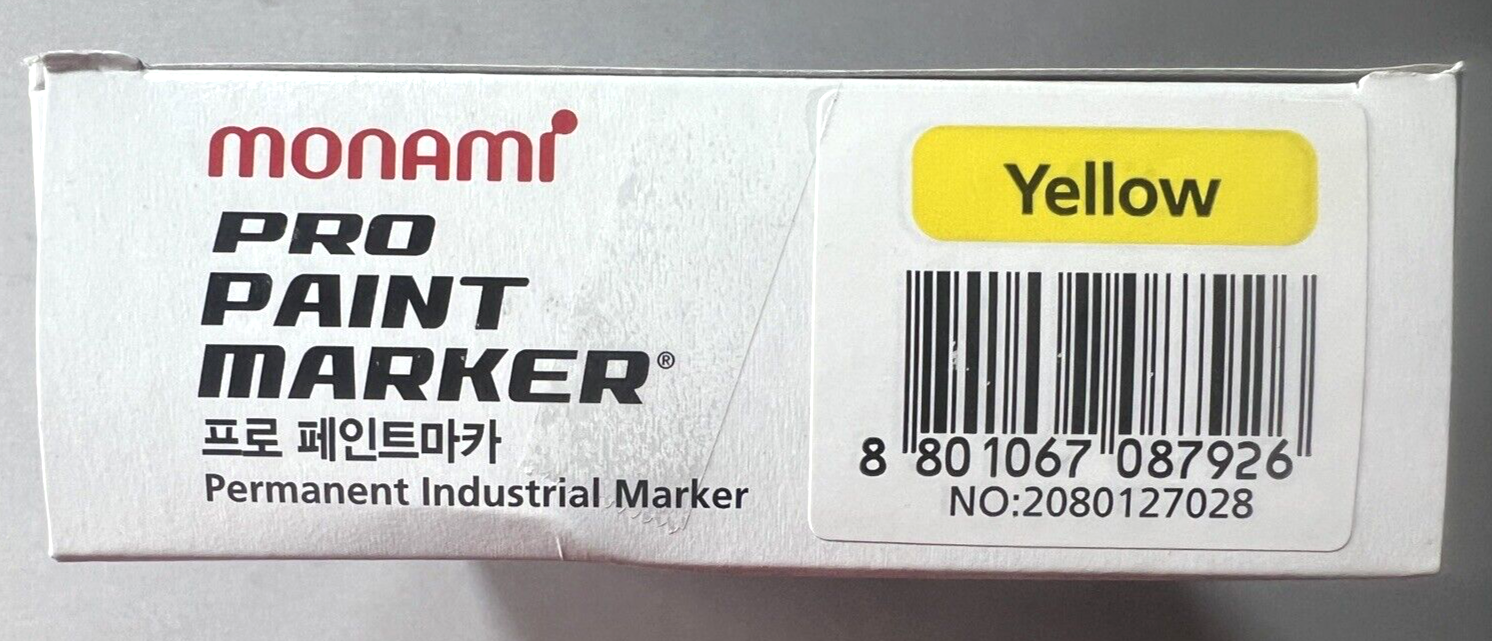 monami
PRO
PAINT
MARKER®
프로 페인트마카
Permanent Industrial Marker
Yellow
8 801067 087926
NO:2080127028